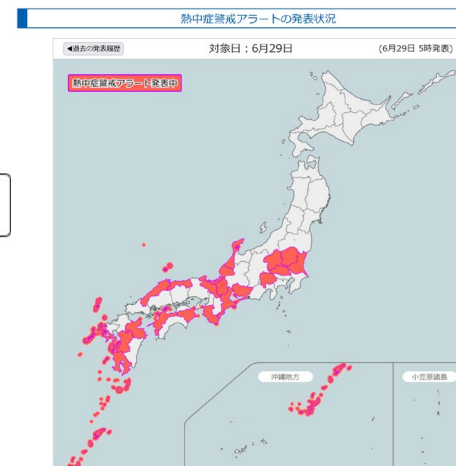 熱中症警戒アラートの発表状況
◀過去の発表履歴
対象日：6月29日
(6月29日 5時発表)
熱中症警戒アラート発表中
沖縄地方
小笠原諸島